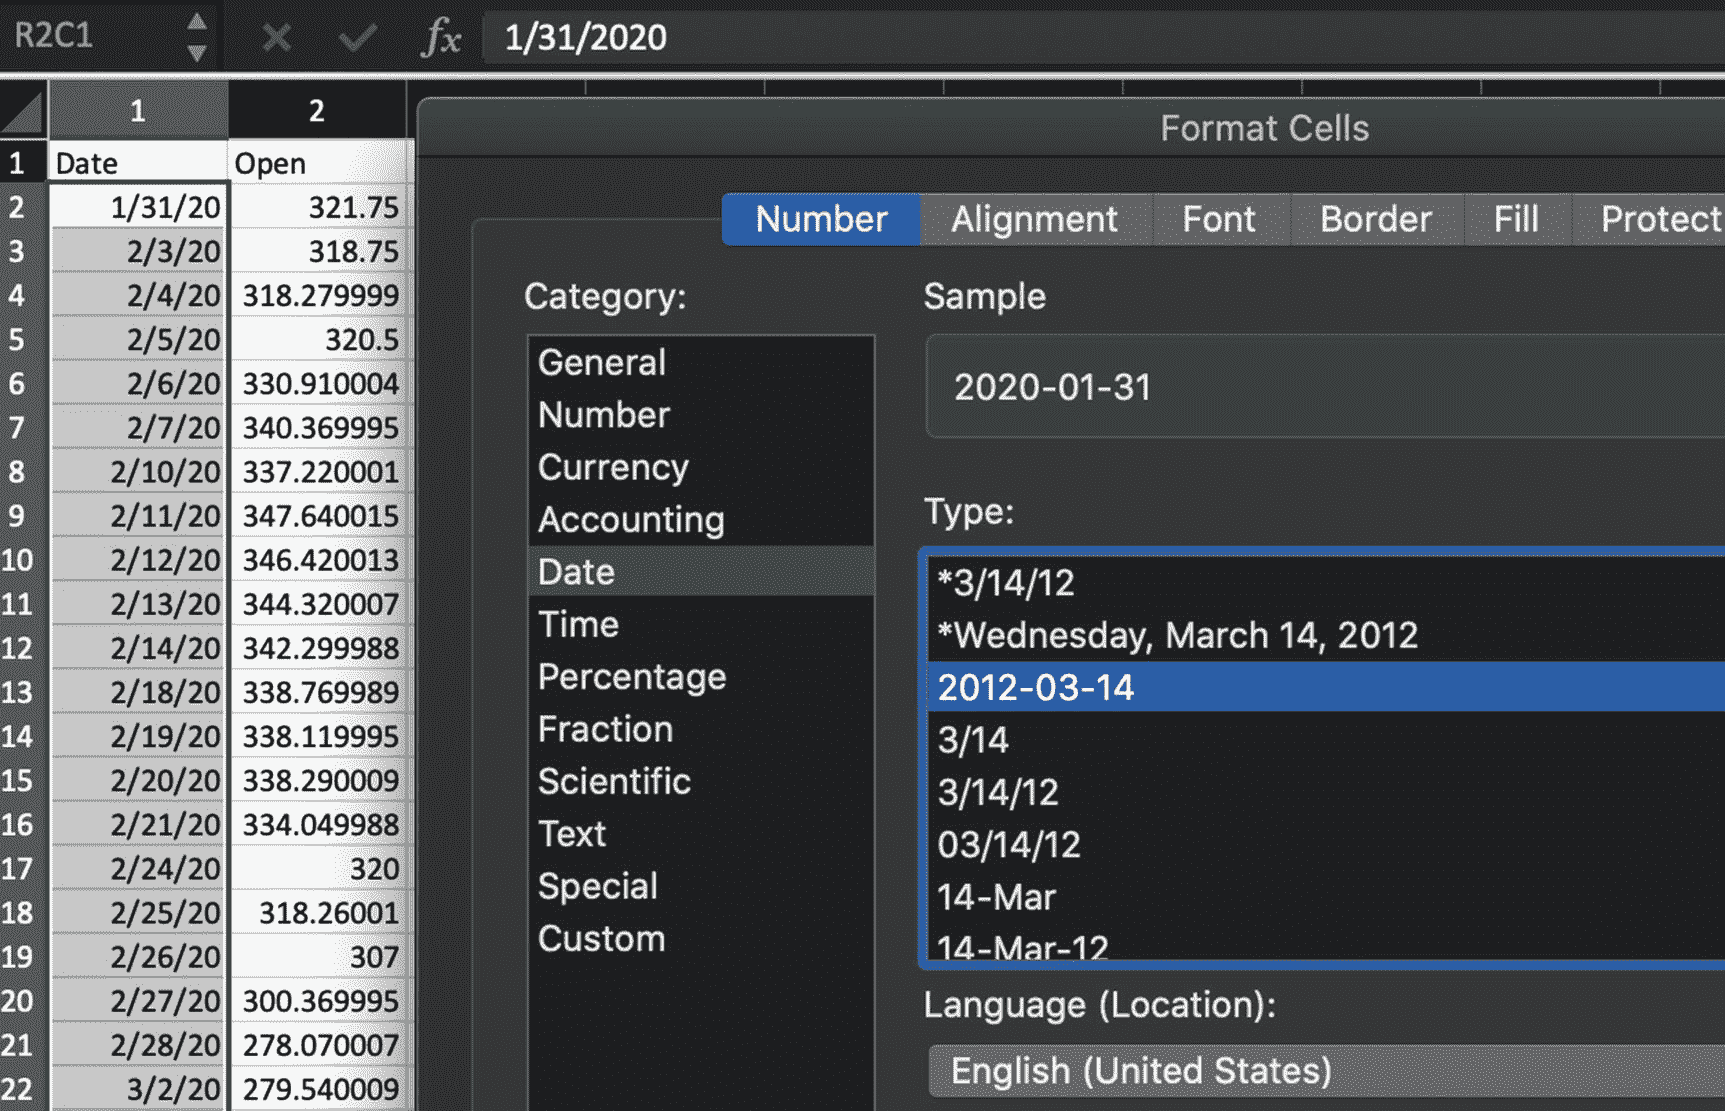 R2C1 fx 1/31/2020
1 2
1 Date Open
2 1/31/20 321.75
3 2/3/20 318.75
4 2/4/20 318.279999
5 2/5/20 320.5
6 2/6/20 330.910004
7 2/7/20 340.369995
8 2/10/20 337.220001
9 2/11/20 347.640015
10 2/12/20 346.420013
11 2/13/20 344.320007
12 2/14/20 342.299988
13 2/18/20 338.769989
14 2/19/20 338.119995
15 2/20/20 338.290009
16 2/21/20 334.049988
17 2/24/20 320
18 2/25/20 318.26001
19 2/26/20 307
20 2/27/20 300.369995
21 2/28/20 278.070007
22 3/2/20 279.540009
Format Cells
Number Alignment Font Border Fill Protect
Category:
General
Number
Currency
Accounting
Date
Time
Percentage
Fraction
Scientific
Text
Special
Custom
Sample
2020-01-31
Type:
*3/14/12
*Wednesday, March 14, 2012
2012-03-14
3/14
3/14/12
03/14/12
14-Mar
14-Mar-12
Language (Location):
English (United States)